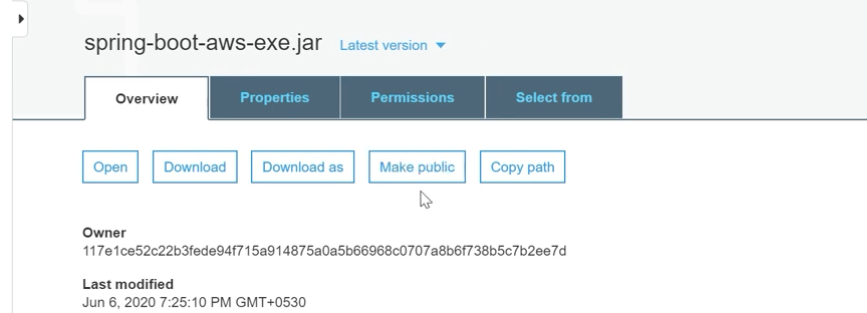 spring-boot-aws-exe.jar Latest version
Overview Properties Permissions Select from
Open Download Download as Make public Copy path
Owner
117e1ce52c22b3fede94f715a914875a0a5b66968c0707a8b6f738b5c7b2ee7d
Last modified
Jun 6, 2020 7:25:10 PM GMT+0530